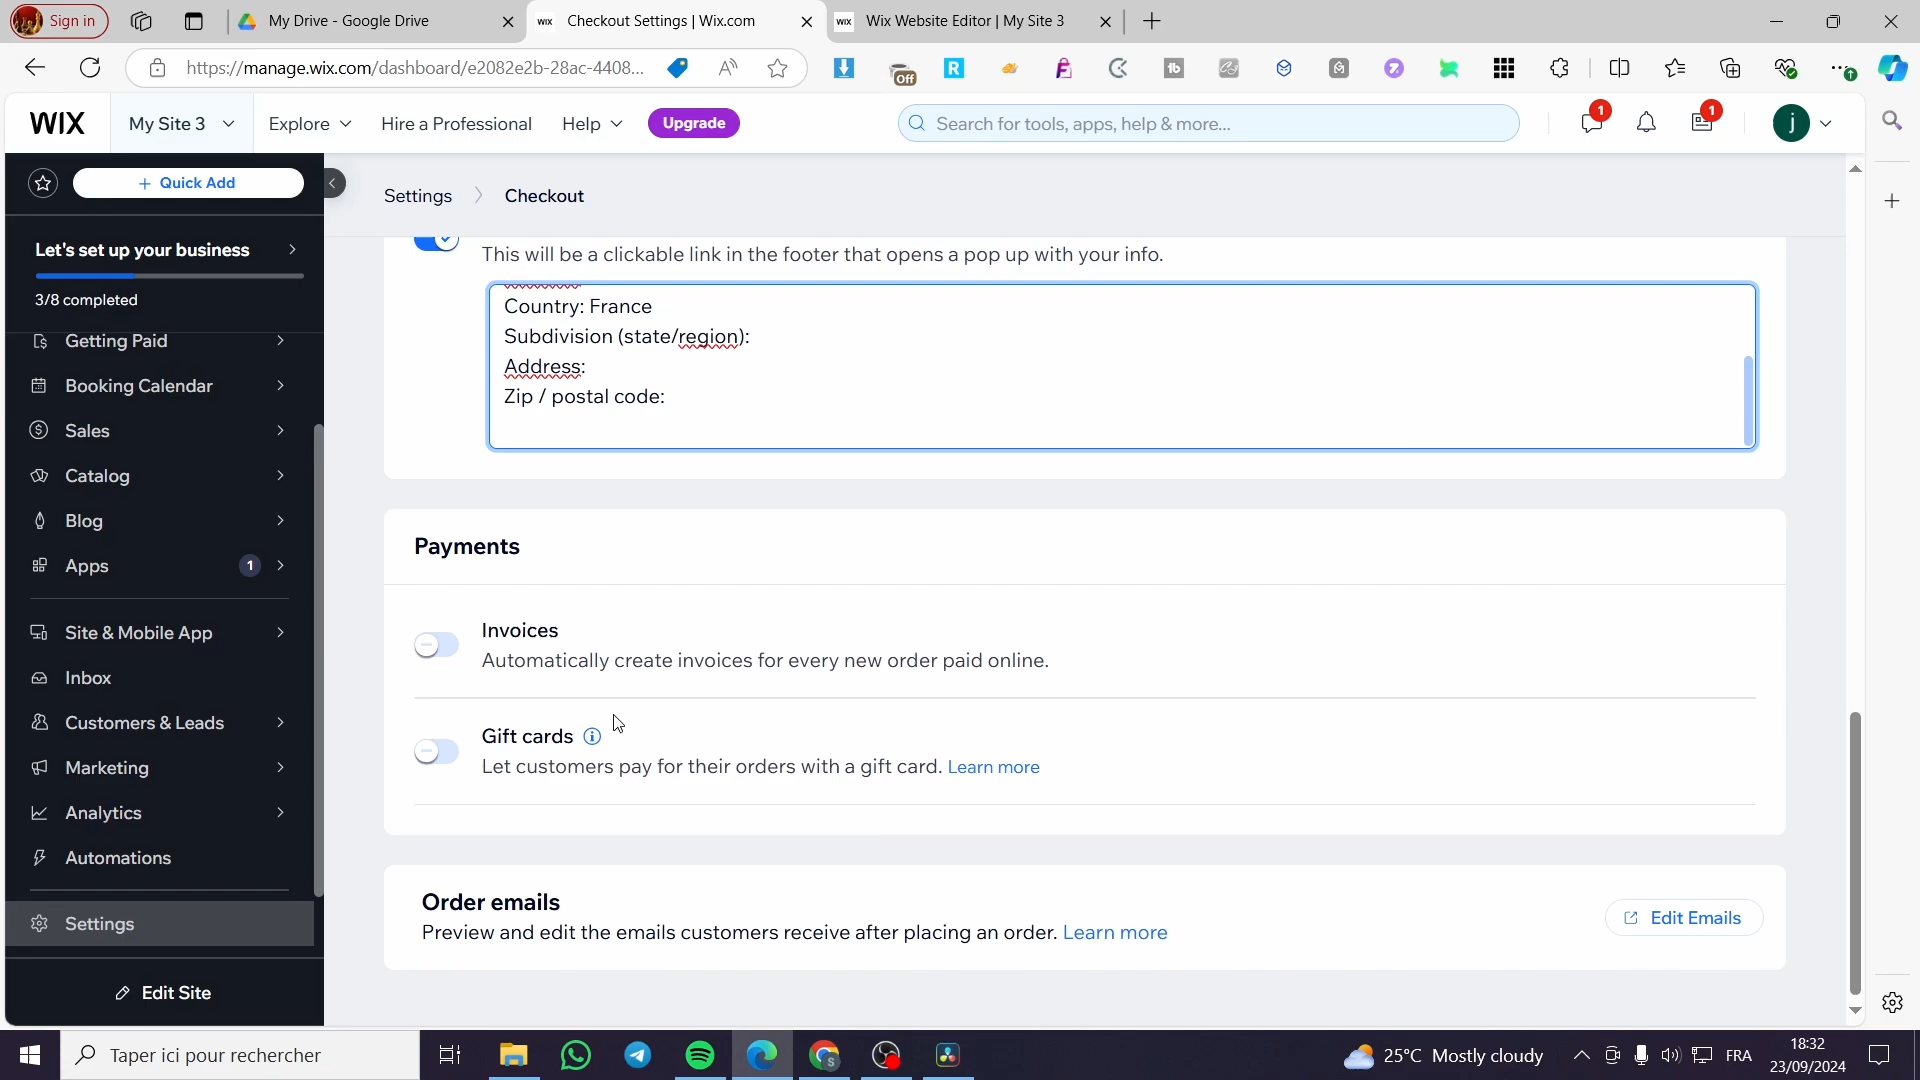 Sign in
My Drive - Google Drive
WIX
Checkout Settings | Wix.com
WIX
Wix Website Editor | My Site 3
https://manage.wix.com/dashboard/e2082e2b-28ac-4408...
Off
WIX
My Site 3
Explore
Hire a Professional
Help
Upgrade
Search for tools, apps, help & more...
1
1
j
Quick Add
Settings
Checkout
Let's set up your business
3/8 completed
This will be a clickable link in the footer that opens a pop up with your info.
Country: France
Subdivision (state/region):
Address:
Zip / postal code:
Getting Paid
Booking Calendar
Sales
Catalog
Blog
Apps
1
Site & Mobile App
Inbox
Customers & Leads
Marketing
Analytics
Automations
Settings
Edit Site
Payments
Invoices
Automatically create invoices for every new order paid online.
Gift cards
Let customers pay for their orders with a gift card. Learn more
Order emails
Preview and edit the emails customers receive after placing an order. Learn more
Edit Emails
Taper ici pour rechercher
25°C Mostly cloudy
FRA
18:32
23/09/2024